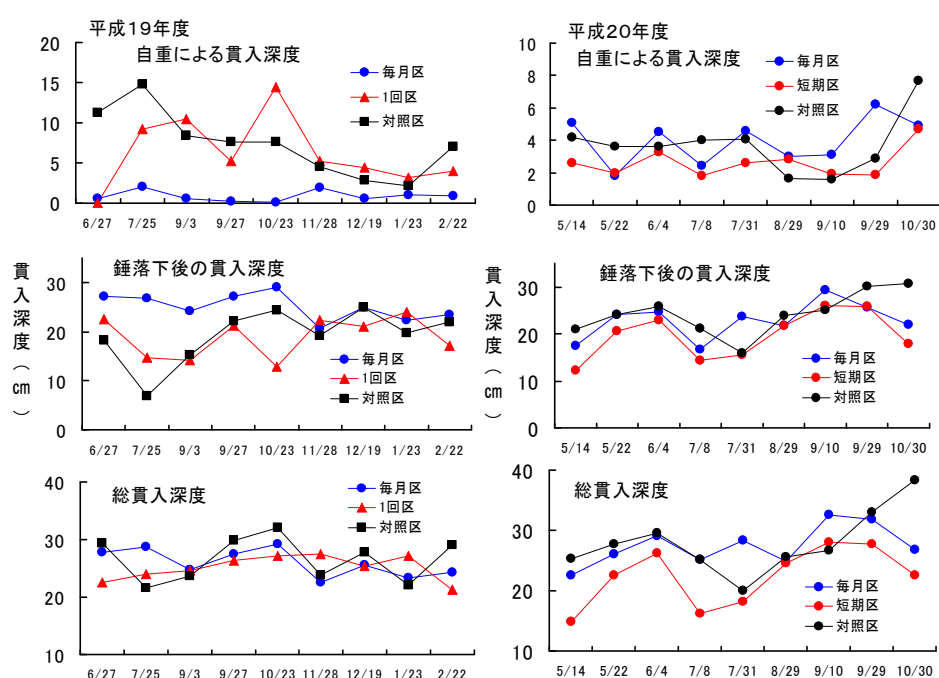 平成19年度
自重による貫入深度
20
15
10
5
0
毎月区
1回区
対照区
6/27 7/25 9/3 9/27 10/23 11/28 12/19 1/23 2/22
平成20年度
自重による貫入深度
10
8
6
4
2
0
毎月区
短期区
対照区
5/14 5/22 6/4 7/8 7/31 8/29 9/10 9/29 10/30
貫入深度(cm)
錘落下後の貫入深度
30
20
10
0
毎月区
1回区
対照区
6/27 7/25 9/3 9/27 10/23 11/28 12/19 1/23 2/22
貫入深度(cm)
錘落下後の貫入深度
30
20
10
0
毎月区
短期区
対照区
5/14 5/22 6/4 7/8 7/31 8/29 9/10 9/29 10/30
総貫入深度
40
30
20
10
毎月区
1回区
対照区
6/27 7/25 9/3 9/27 10/23 11/28 12/19 1/23 2/22
総貫入深度
40
30
20
10
毎月区
短期区
対照区
5/14 5/22 6/4 7/8 7/31 8/29 9/10 9/29 10/30